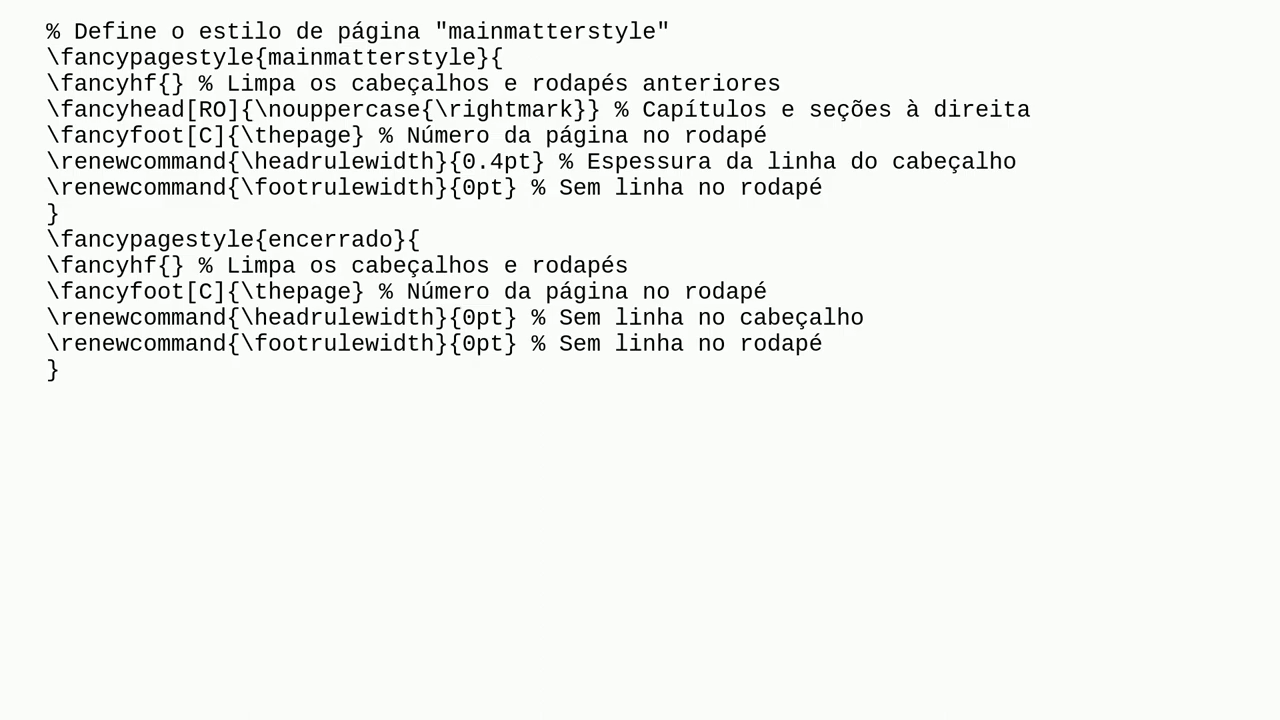 % Define o estilo de página "mainmatterstyle"
\fancypagestyle{mainmatterstyle}{
\fancyhf{} % Limpa os cabeçalhos e rodapés anteriores
\fancyhead[RO]{\nouppercase{\rightmark}} % Capítulos e seções à direita
\fancyfoot[C]{\thepage} % Número da página no rodapé
\renewcommand{\headrulewidth}{0.4pt} % Espessura da linha do cabeçalho
\renewcommand{\footrulewidth}{0pt} % Sem linha no rodapé
}
\fancypagestyle{encerrado}{
\fancyhf{} % Limpa os cabeçalhos e rodapés
\fancyfoot[C]{\thepage} % Número da página no rodapé
\renewcommand{\headrulewidth}{0pt} % Sem linha no cabeçalho
\renewcommand{\footrulewidth}{0pt} % Sem linha no rodapé
}